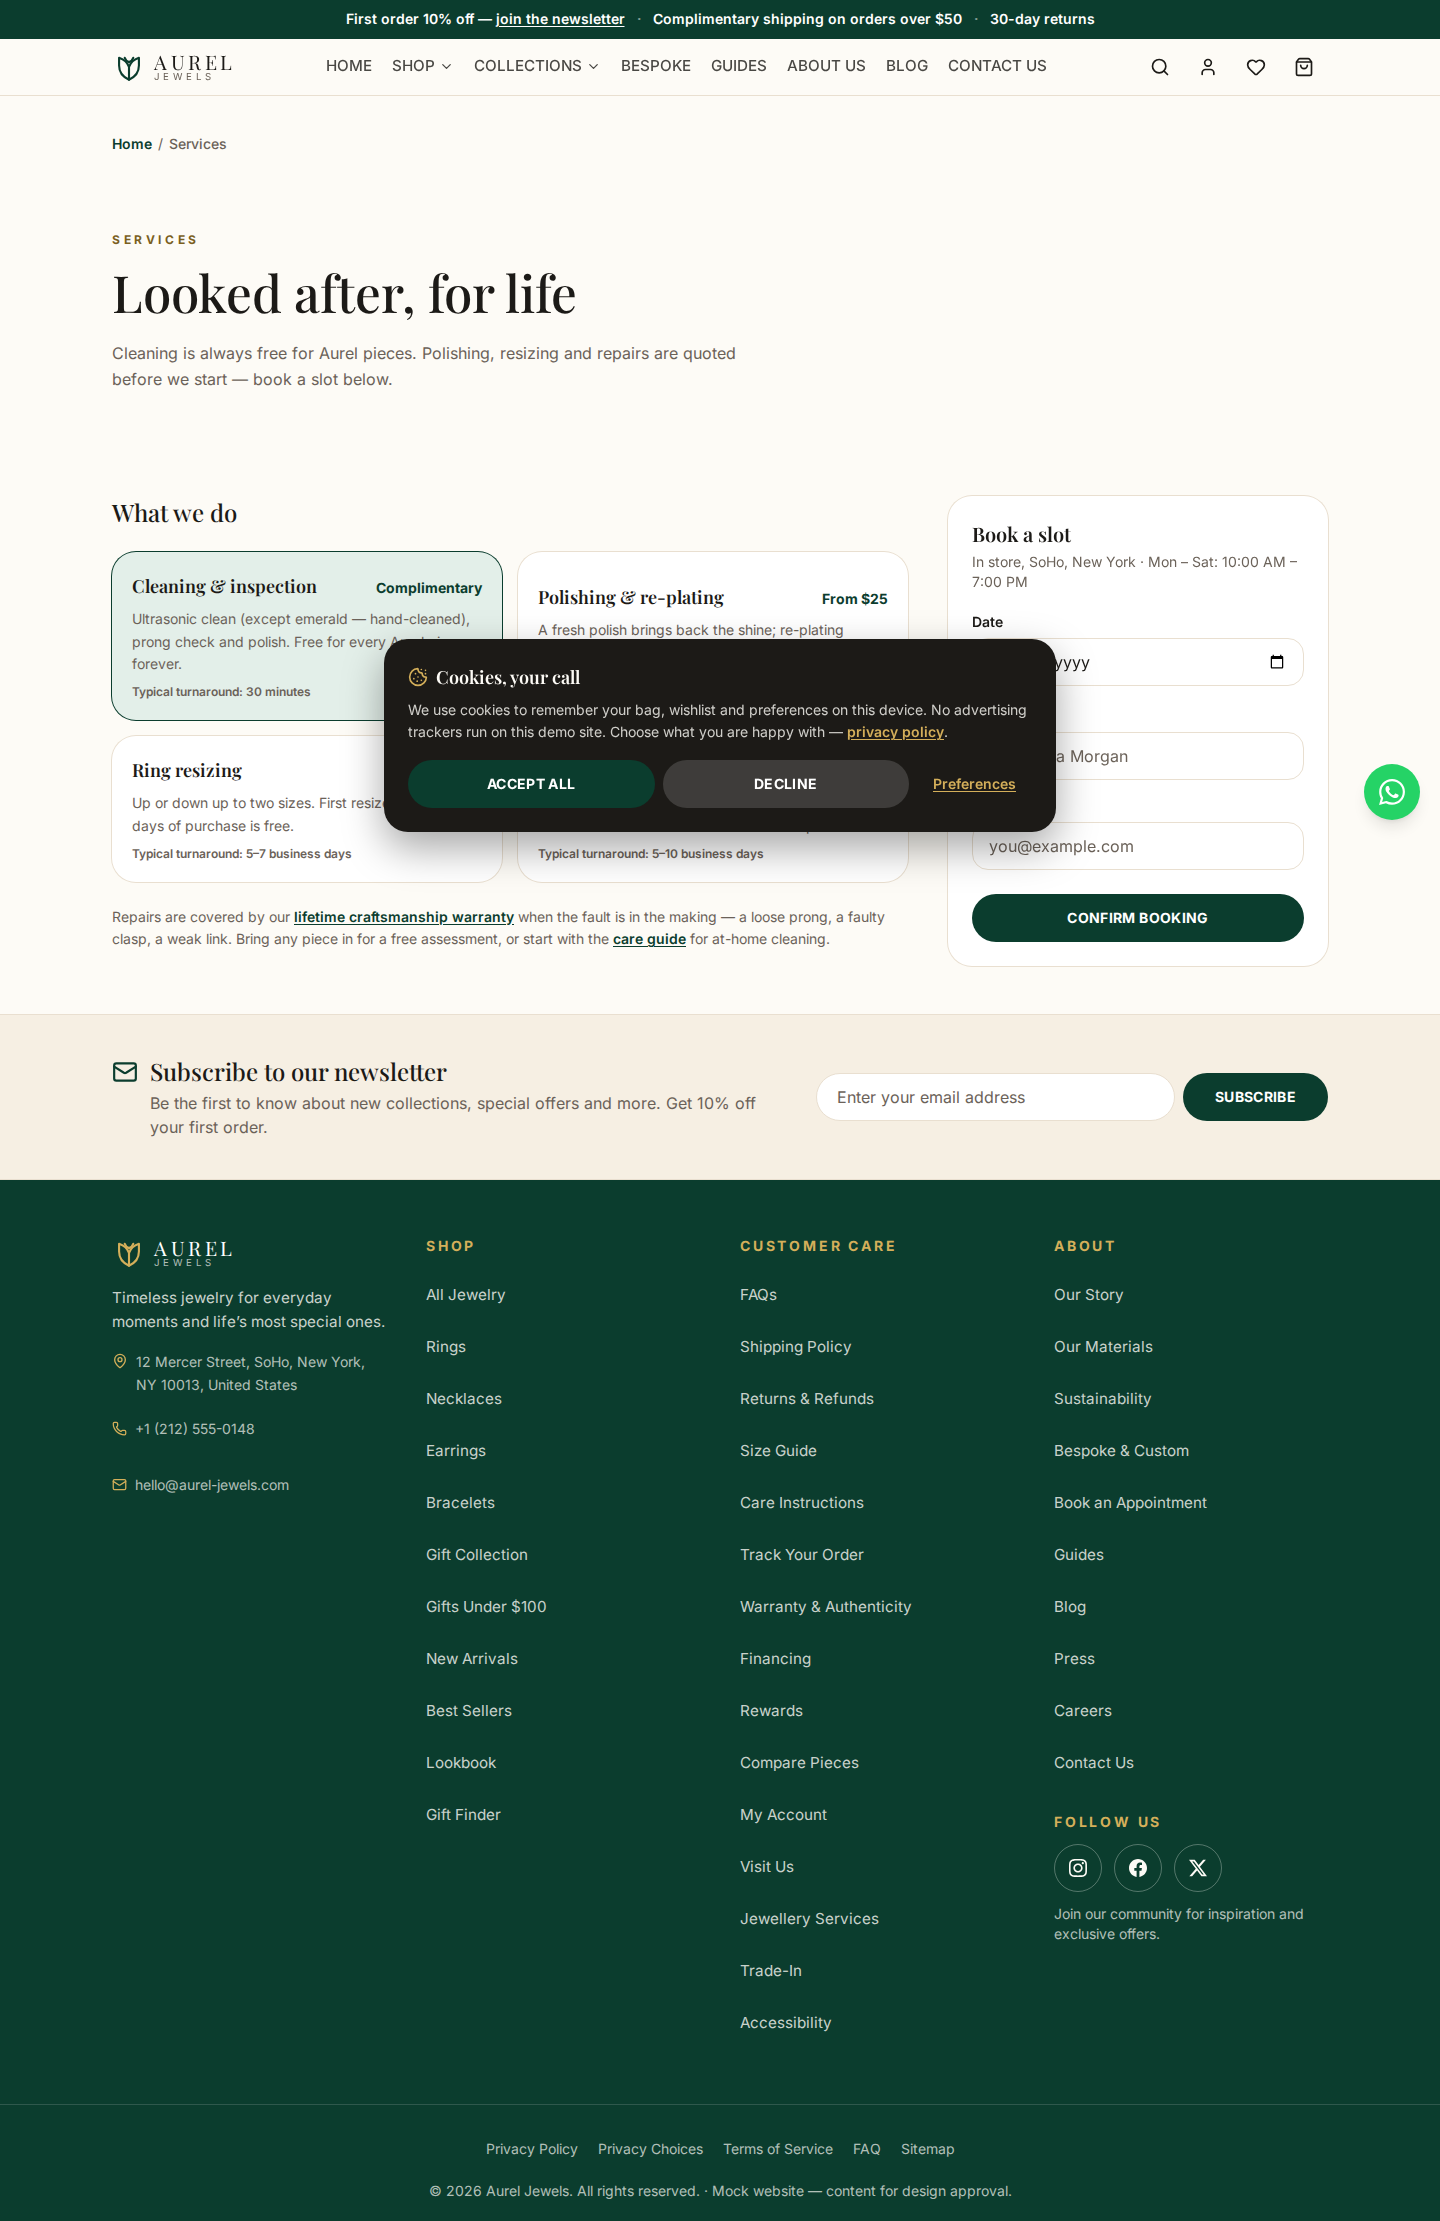 First order 10% off — join the newsletter · Complimentary shipping on orders over $50 · 30-day returns
AUREL
JEWELS
HOME SHOP COLLECTIONS BESPOKE GUIDES ABOUT US BLOG CONTACT US
Home / Services
SERVICES
Looked after, for life
Cleaning is always free for Aurel pieces. Polishing, resizing and repairs are quoted
before we start — book a slot below.
What we do
Cleaning & inspection Complimentary
Ultrasonic clean (except emerald — hand-cleaned),
prong check and polish. Free for every
forever.
Typical turnaround: 30 minutes
Polishing & re-plating From $25
A fresh polish brings back the shine; re-plating
Ring resizing
Up or down up to two sizes. First
days of purchase is free.
Typical turnaround: 5–7 business days
Typical turnaround: 5–10 business days
Repairs are covered by our lifetime craftsmanship warranty when the fault is in the making — a loose prong, a faulty
clasp, a weak link. Bring any piece in for a free assessment, or start with the care guide for at-home cleaning.
Book a slot
In store, SoHo, New York · Mon – Sat: 10:00 AM –
7:00 PM
Date
yyyy
Morgan
you@example.com
CONFIRM BOOKING
Cookies, your call
We use cookies to remember your bag, wishlist and preferences on this device. No advertising
trackers run on this demo site. Choose what you are happy with — privacy policy.
ACCEPT ALL DECLINE Preferences
Subscribe to our newsletter
Be the first to know about new collections, special offers and more. Get 10% off
your first order.
Enter your email address SUBSCRIBE
AUREL
JEWELS
Timeless jewelry for everyday
moments and life’s most special ones.
12 Mercer Street, SoHo, New York,
NY 10013, United States
+1 (212) 555-0148
hello@aurel-jewels.com
SHOP
All Jewelry
Rings
Necklaces
Earrings
Bracelets
Gift Collection
Gifts Under $100
New Arrivals
Best Sellers
Lookbook
Gift Finder
CUSTOMER CARE
FAQs
Shipping Policy
Returns & Refunds
Size Guide
Care Instructions
Track Your Order
Warranty & Authenticity
Financing
Rewards
Compare Pieces
My Account
Visit Us
Jewellery Services
Trade-In
Accessibility
ABOUT
Our Story
Our Materials
Sustainability
Bespoke & Custom
Book an Appointment
Guides
Blog
Press
Careers
Contact Us
FOLLOW US
Join our community for inspiration and
exclusive offers.
Privacy Policy Privacy Choices Terms of Service FAQ Sitemap
© 2026 Aurel Jewels. All rights reserved. · Mock website — content for design approval.